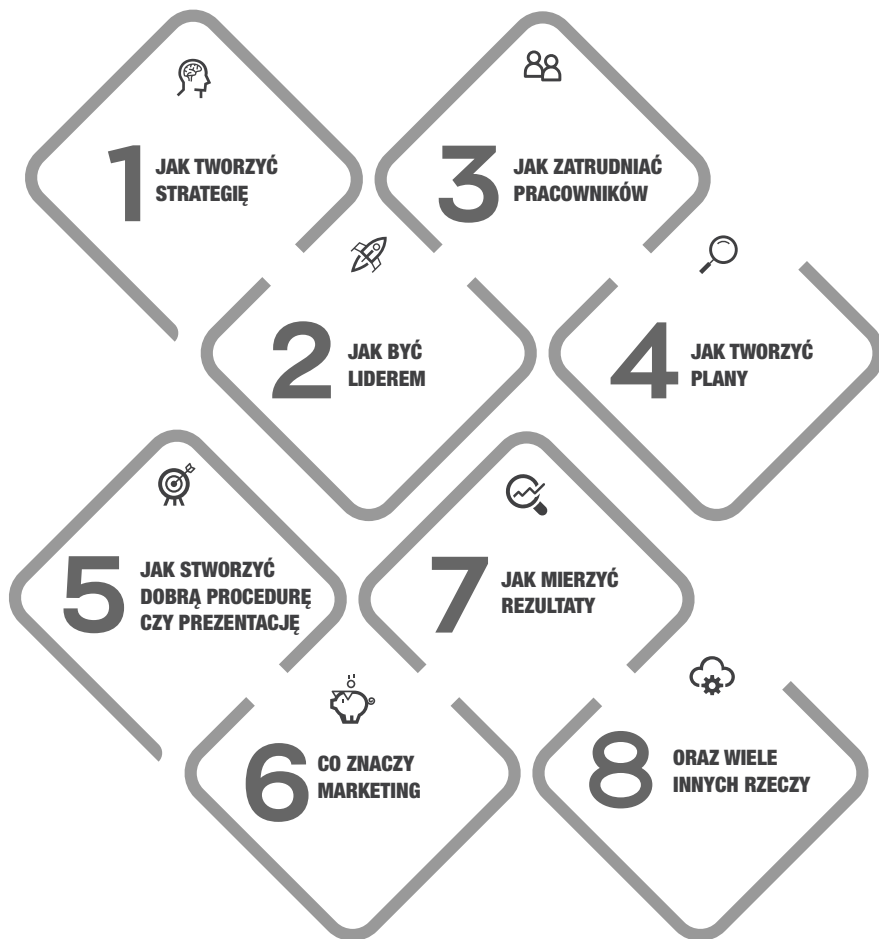 1
JAK TWORZYĆ
STRATEGIĘ
2
JAK BYĆ
LIDEREM
3
JAK ZATRUDNIAĆ
PRACOWNIKÓW
4
JAK TWORZYĆ
PLANY
5
JAK STWORZYĆ
DOBRĄ PROCEDURĘ
CZY PREZENTACJĘ
6
CO ZNACZY
MARKETING
7
JAK MIERZYĆ
REZULTATY
8
ORAZ WIELE
INNYCH RZECZY